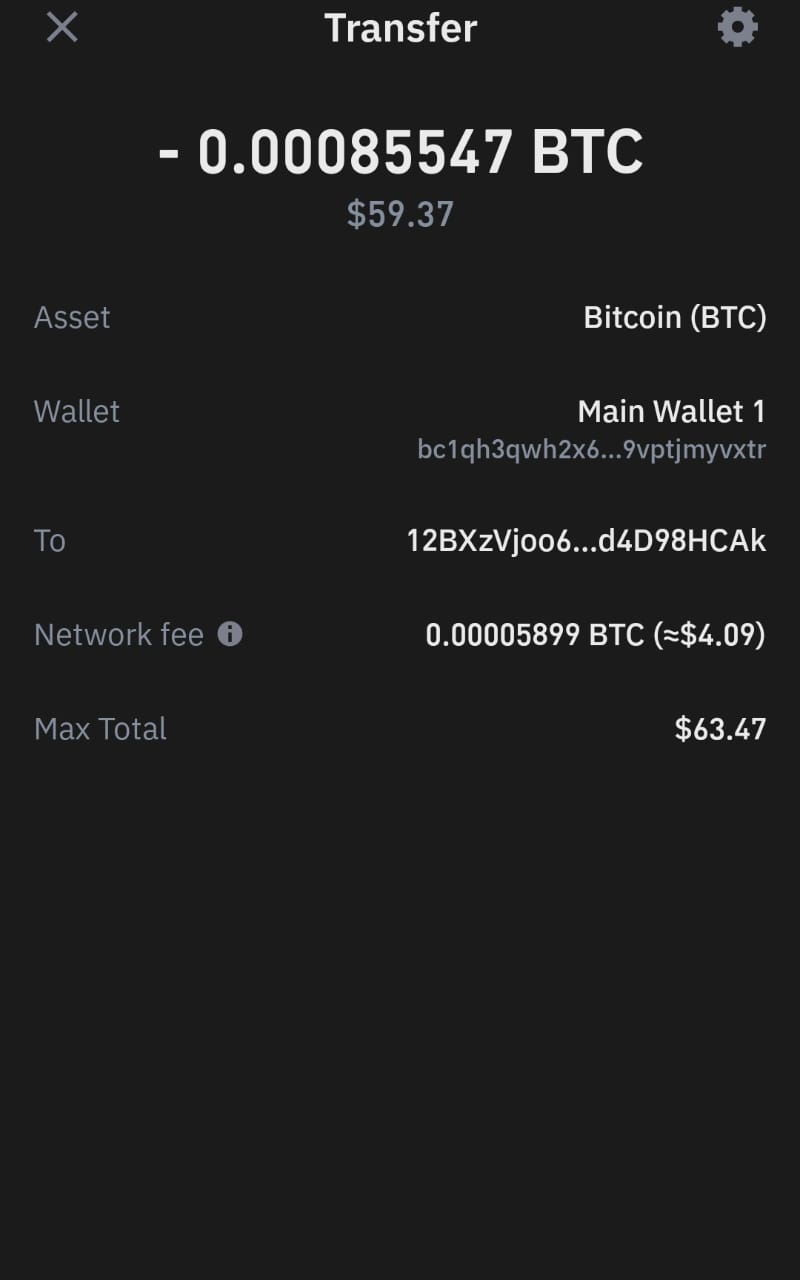 Transfer
- 0.00085547 BTC
$59.37
Asset Bitcoin (BTC)
Wallet Main Wallet 1
bc1qh3qwh2x6...9vptjmyvxtr
To 12BXzVjoo6...d4D98HCAk
Network fee 0.00005899 BTC (≈$4.09)
Max Total $63.47